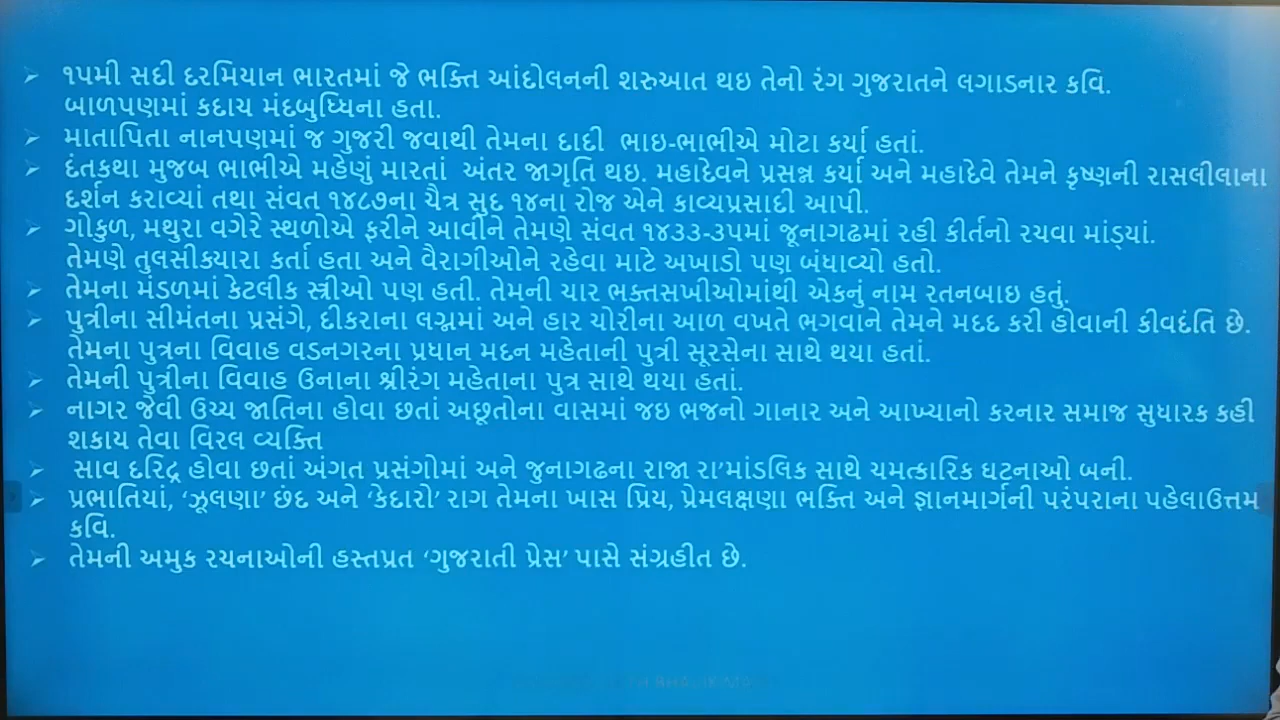 ➢ ૧૫મી સદી દરમિયાન ભારતમાં જે ભક્તિ આંદોલનની શરુઆત થઇ તેનો રંગ ગુજરાતને લગાડનાર કવિ.
બાળપણમાં કદાચ મંદબુધ્ધિના હતા.
➢ માતાપિતા નાનપણમાં જ ગુજરી જવાથી તેમના દાદી ભાઇ-ભાભીએ મોટા કર્યા હતાં.
➢ દંતકથા મુજબ ભાભીએ મહેણું મારતાં અંતર જાગૃતિ થઇ. મહાદેવને પ્રસન્ન કર્યા અને મહાદેવે તેમને કૃષ્ણની રાસલીલાના
દર્શન કરાવ્યાં તથા સંવત ૧૪૮૭ના ચૈત્ર સુદ ૧૪ના રોજ એને કાવ્યપ્રસાદી આપી.
➢ ગોકુળ, મથુરા વગેરે સ્થળોએ ફરીને આવીને તેમણે સંવત ૧૪૩૩-૩૫માં જૂનાગઢમાં રહી કીર્તનો રચવા માંડ્યાં.
તેમણે તુલસીક્યારા કર્તા હતા અને વૈરાગીઓને રહેવા માટે અખાડો પણ બંધાવ્યો હતો.
➢ તેમના મંડળમાં કેટલીક સ્ત્રીઓ પણ હતી. તેમની ચાર ભક્તસખીઓમાંથી એકનું નામ રતનબાઇ હતું.
➢ પુત્રીના સીમંતના પ્રસંગે, દીકરાના લગ્નમાં અને હાર ચોરીના આળ વખતે ભગવાને તેમને મદદ કરી હોવાની કીવદંતિ છે.
તેમના પુત્રના વિવાહ વડનગરના પ્રધાન મદન મહેતાની પુત્રી સૂરસેના સાથે થયા હતાં.
➢ તેમની પુત્રીના વિવાહ ઉનાના શ્રીરંગ મહેતાના પુત્ર સાથે થયા હતાં.
➢ નાગર જેવી ઉચ્ચ જાતિના હોવા છતાં અછૂતોના વાસમાં જઇ ભજનો ગાનાર અને આખ્યાનો કરનાર સમાજ સુધારક કહી
શકાય તેવા વિરલ વ્યક્તિ
➢ સાવ દરિદ્ર હોવા છતાં અંગત પ્રસંગોમાં અને જુનાગઢના રાજા રા’માંડલિક સાથે ચમત્કારિક ઘટનાઓ બની.
➢ પ્રભાતિયાં, ‘ઝૂલણા’ છંદ અને ‘કેદારો’ રાગ તેમના ખાસ પ્રિય, પ્રેમલક્ષણા ભક્તિ અને જ્ઞાનમાર્ગની પરંપરાના પહેલાઉત્તમ
કવિ.
➢ તેમની અમુક રચનાઓની હસ્તપ્રત ‘ગુજરાતી પ્રેસ’ પાસે સંગ્રહીત છે.